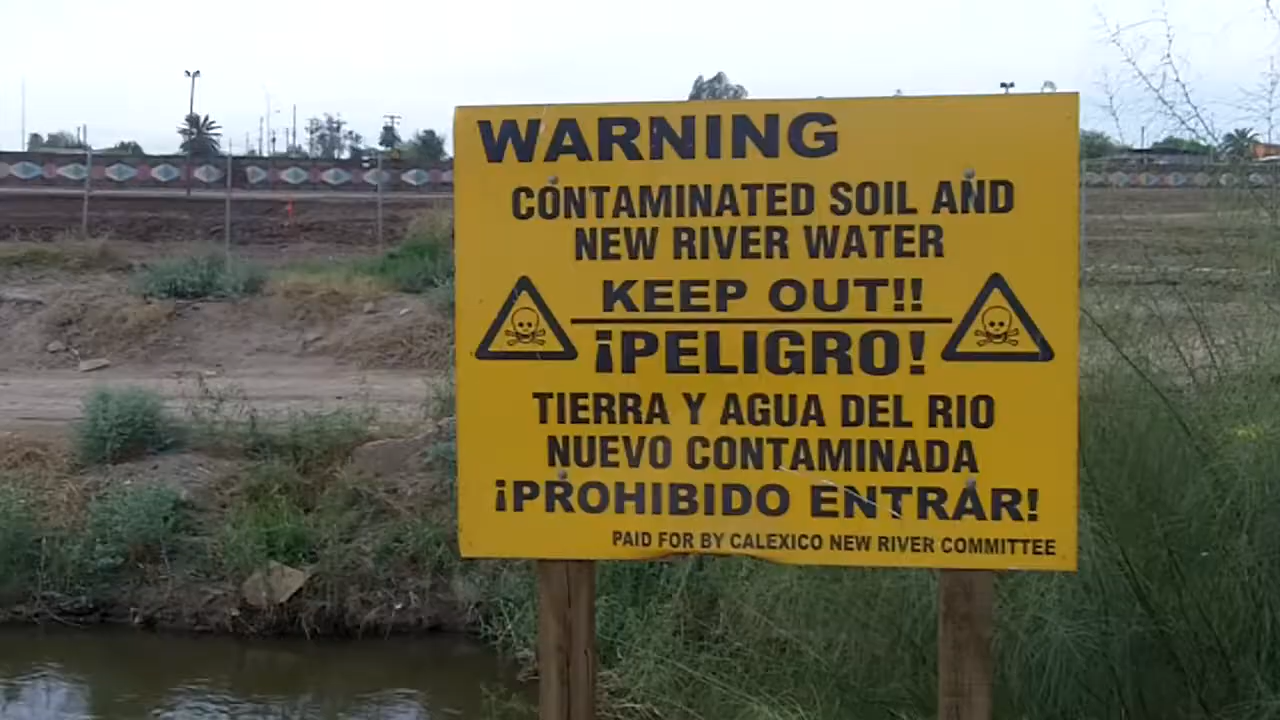 WARNING
CONTAMINATED SOIL AND
NEW RIVER WATER
KEEP OUT!!
¡PELIGRO!
TIERRA Y AGUA DEL RIO
NUEVO CONTAMINADA
¡PROHIBIDO ENTRAR!
PAID FOR BY CALEXICO NEW RIVER COMMITTEE